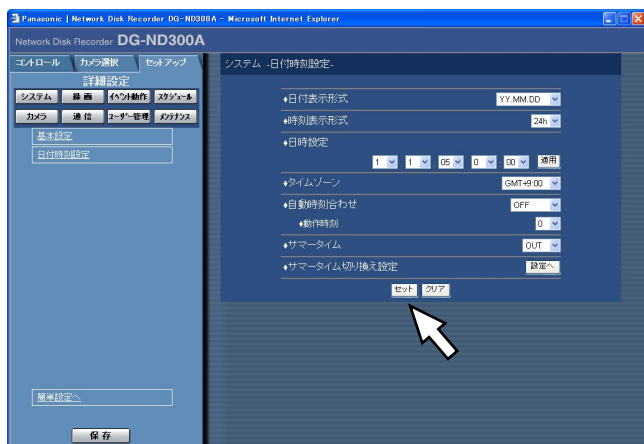 Panasonic | Network Disk Recorder DG-ND300A - Microsoft Internet Explorer
Network Disk Recorder DG-ND300A
コントロール カメラ選択 セットアップ
詳細設定
システム 録画 イベント動作 スケジュール
カメラ 通信 ユーザー管理 メンテナンス
基本設定
日付時刻設定
簡単設定へ
保存
システム -日付時刻設定-
◆日付表示形式 YY.MM.DD
◆時刻表示形式 24h
◆日時設定
1 1 05 0 00 適用
◆タイムゾーン GMT+9:00
◆自動時刻合わせ OFF
◆動作時刻 0
◆サマータイム OUT
◆サマータイム切り換え設定 設定へ
セット クリア